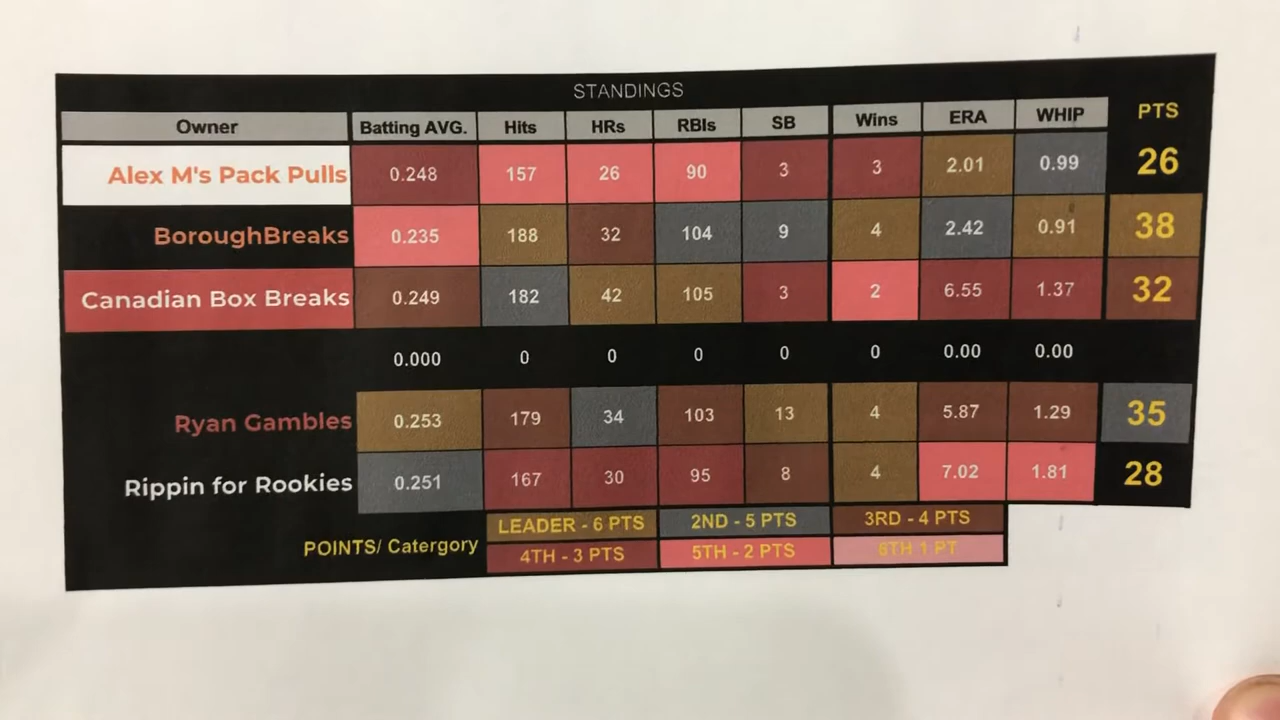 STANDINGS
Owner Batting AVG. Hits HRs RBIs SB Wins ERA WHIP PTS
Alex M's Pack Pulls 0.248 157 26 90 3 3 2.01 0.99 26
BoroughBreaks 0.235 188 32 104 9 4 2.42 0.91 38
Canadian Box Breaks 0.249 182 42 105 3 2 6.55 1.37 32
0.000 0 0 0 0 0 0.00 0.00
Ryan Gambles 0.253 179 34 103 13 4 5.87 1.29 35
Rippin for Rookies 0.251 167 30 95 8 4 7.02 1.81 28
LEADER - 6 PTS 2ND - 5 PTS 3RD - 4 PTS
POINTS/ Catergory 4TH - 3 PTS 5TH - 2 PTS 6TH 1 PT